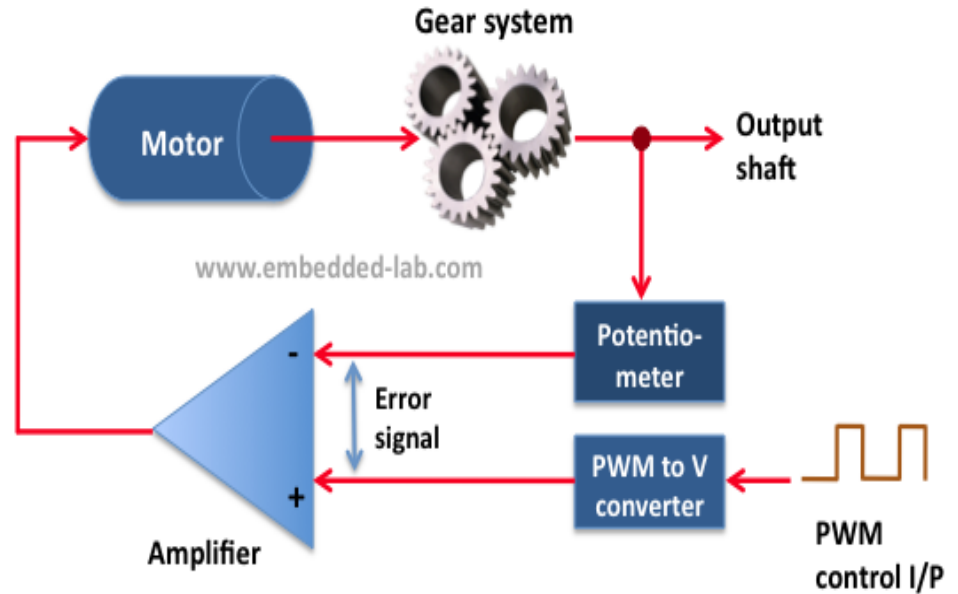 Gear system
Motor
Output
shaft
www.embedded-lab.com
Potentio-
meter
-
Error
signal
PWM to V
converter
+
Amplifier
PWM
control I/P